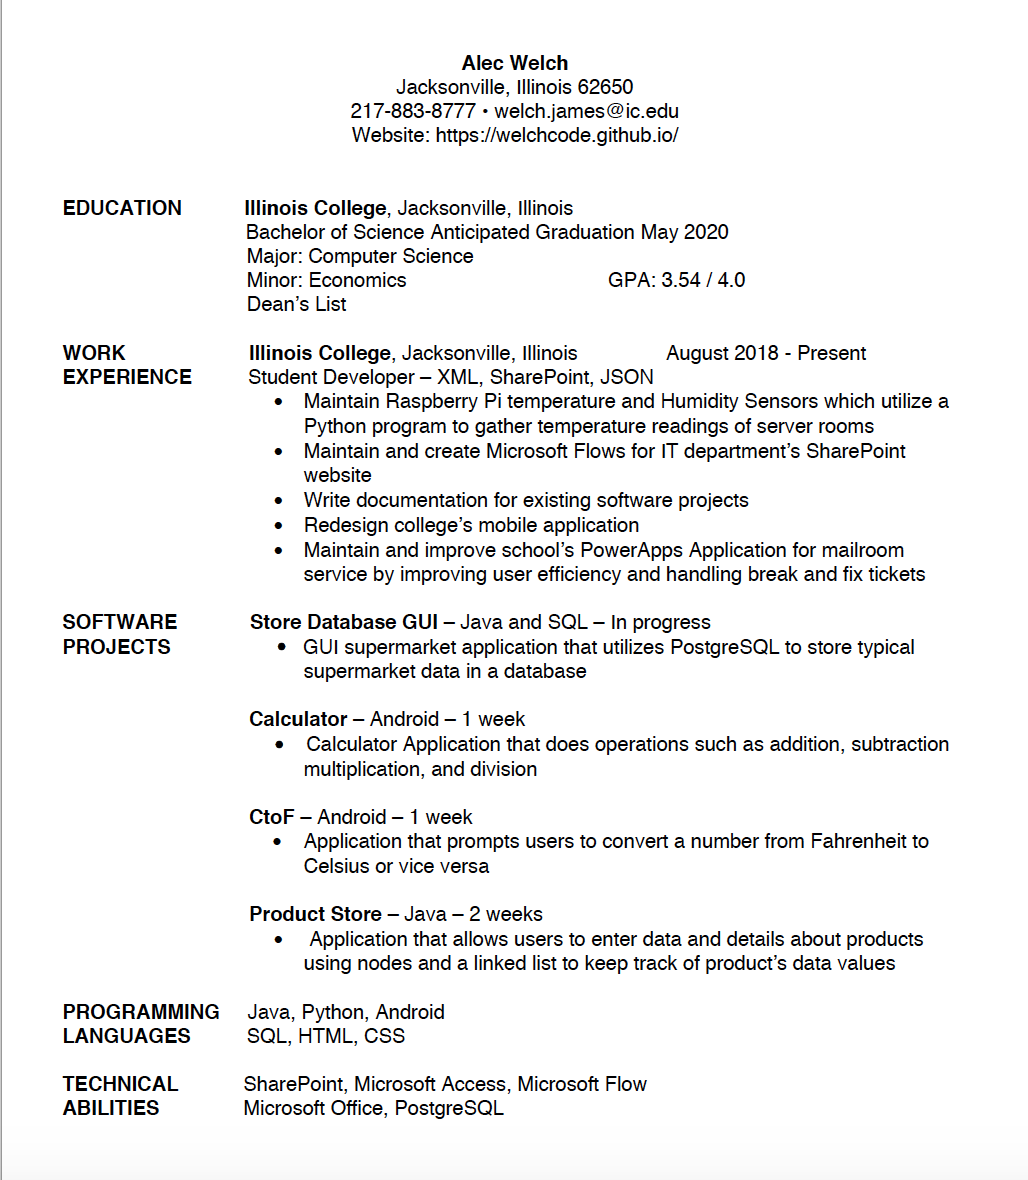 Alec Welch
Jacksonville, Illinois 62650
217-883-8777 • welch.james@ic.edu
Website: https://welchcode.github.io/
EDUCATION Illinois College, Jacksonville, Illinois
Bachelor of Science Anticipated Graduation May 2020
Major: Computer Science
Minor: Economics GPA: 3.54 / 4.0
Dean’s List
WORK Illinois College, Jacksonville, Illinois August 2018 - Present
EXPERIENCE Student Developer – XML, SharePoint, JSON
• Maintain Raspberry Pi temperature and Humidity Sensors which utilize a
Python program to gather temperature readings of server rooms
• Maintain and create Microsoft Flows for IT department’s SharePoint
website
• Write documentation for existing software projects
• Redesign college’s mobile application
• Maintain and improve school’s PowerApps Application for mailroom
service by improving user efficiency and handling break and fix tickets
SOFTWARE Store Database GUI – Java and SQL – In progress
PROJECTS • GUI supermarket application that utilizes PostgreSQL to store typical
supermarket data in a database
Calculator – Android – 1 week
• Calculator Application that does operations such as addition, subtraction
multiplication, and division
CtoF – Android – 1 week
• Application that prompts users to convert a number from Fahrenheit to
Celsius or vice versa
Product Store – Java – 2 weeks
• Application that allows users to enter data and details about products
using nodes and a linked list to keep track of product’s data values
PROGRAMMING Java, Python, Android
LANGUAGES SQL, HTML, CSS
TECHNICAL SharePoint, Microsoft Access, Microsoft Flow
ABILITIES Microsoft Office, PostgreSQL